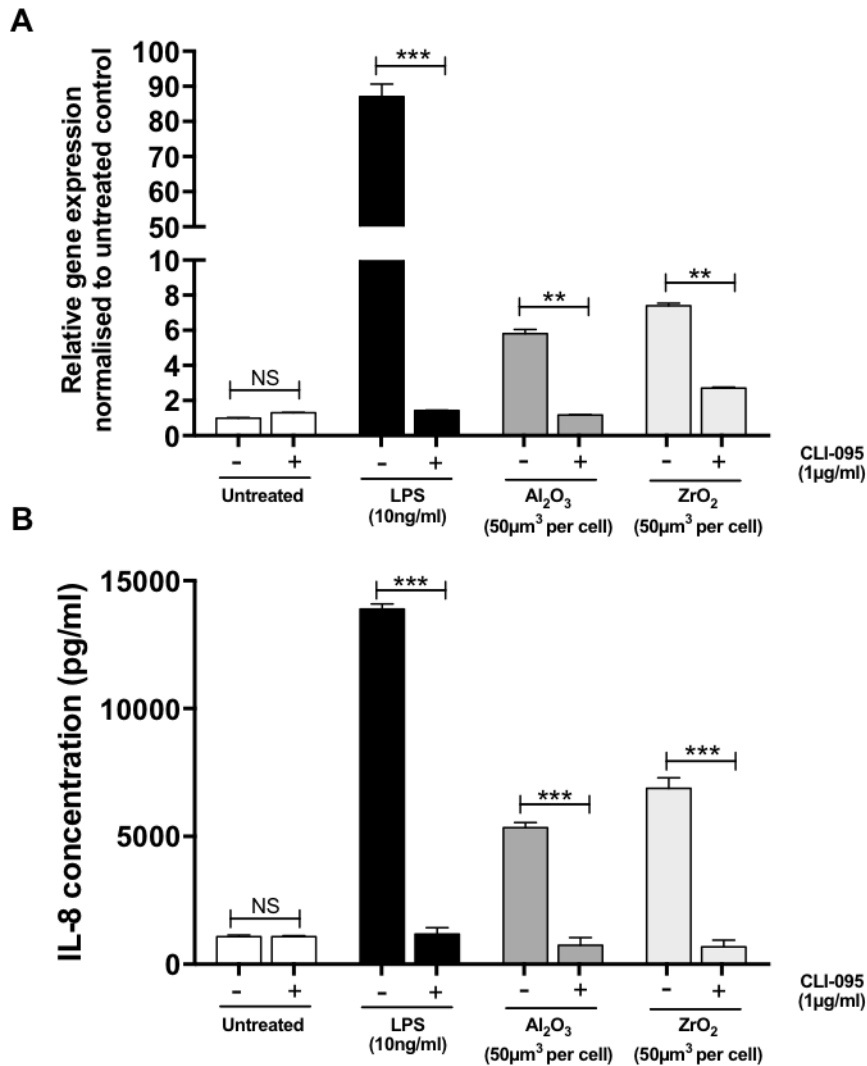 A
Relative gene expression
normalised to untreated control
100
90
80
70
60
50
10
8
6
4
2
0
***
**
**
NS
- + - + - + - +
CLI-095
(1µg/ml)
Untreated
LPS
(10ng/ml)
Al₂O₃
(50µm³ per cell)
ZrO₂
(50µm³ per cell)
B
IL-8 concentration (pg/ml)
15000
10000
5000
0
***
***
***
NS
- + - + - + - +
CLI-095
(1µg/ml)
Untreated
LPS
(10ng/ml)
Al₂O₃
(50µm³ per cell)
ZrO₂
(50µm³ per cell)